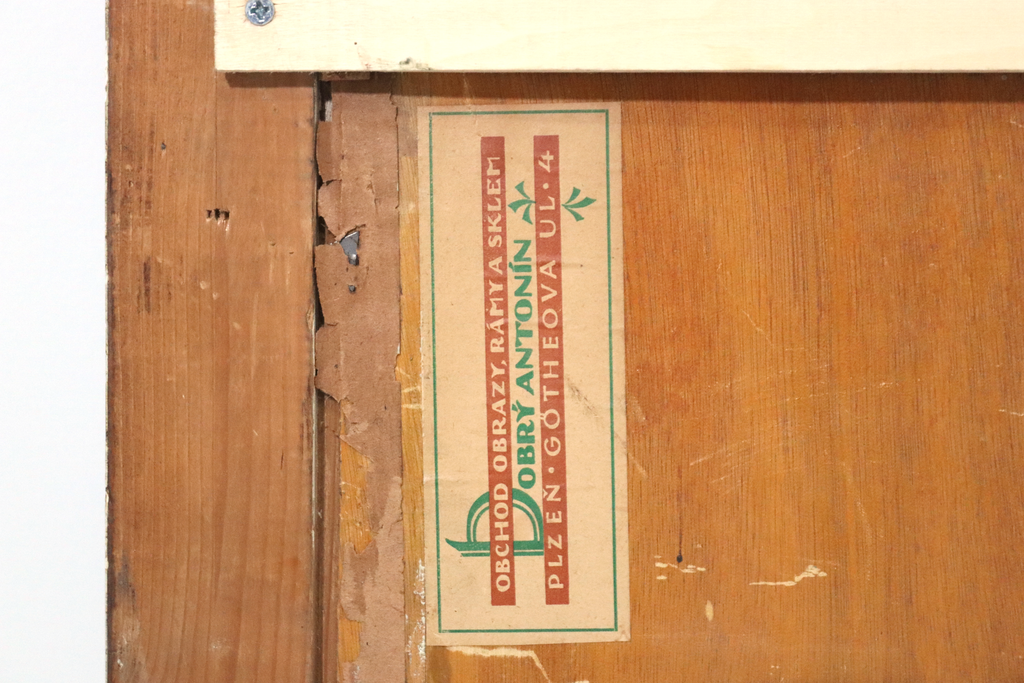 OBCHOD OBRAZY, RÁMY A SKLEM
DOBRÝ ANTONÍN
PLZEŇ · GÖTHEOVA UL · 4